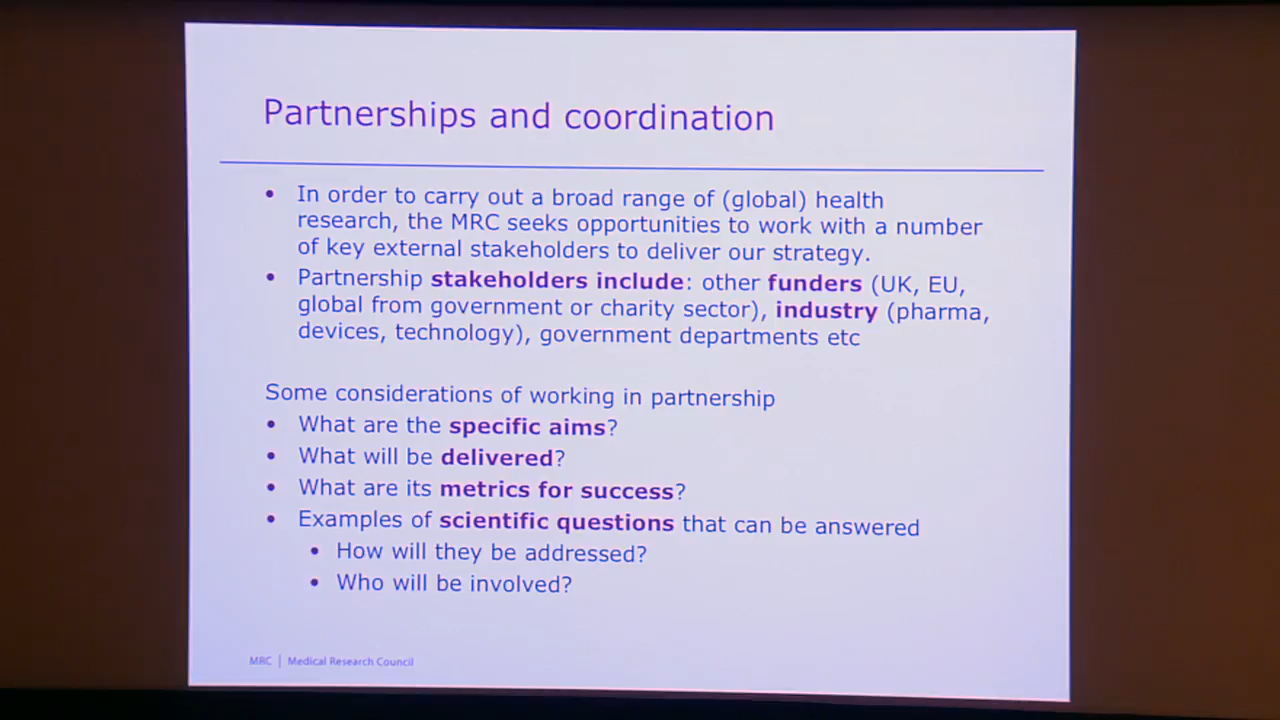 Partnerships and coordination
• In order to carry out a broad range of (global) health
research, the MRC seeks opportunities to work with a number
of key external stakeholders to deliver our strategy.
• Partnership stakeholders include: other funders (UK, EU,
global from government or charity sector), industry (pharma,
devices, technology), government departments etc
Some considerations of working in partnership
• What are the specific aims?
• What will be delivered?
• What are its metrics for success?
• Examples of scientific questions that can be answered
• How will they be addressed?
• Who will be involved?
MRC | Medical Research Council